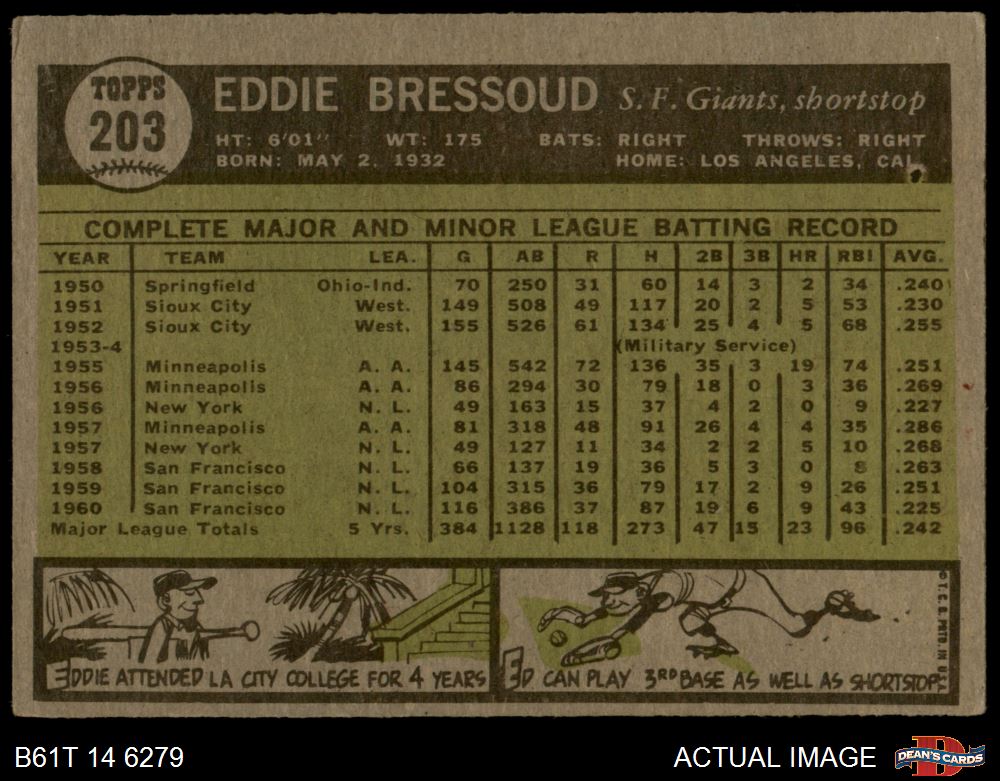 TOPPS
203
EDDIE BRESSOUD S. F. Giants, shortstop
HT: 6'01" WT: 175 BATS: RIGHT THROWS: RIGHT
BORN: MAY 2, 1932 HOME: LOS ANGELES, CAL.
COMPLETE MAJOR AND MINOR LEAGUE BATTING RECORD
YEAR TEAM LEA. G AB R H 2B 3B HR RBI AVG.
1950 Springfield Ohio-Ind. 70 250 31 60 14 3 2 34 .240
1951 Sioux City West. 149 508 49 117 20 2 5 53 .230
1952 Sioux City West. 155 526 61 134 25 4 5 68 .255
1953-4 (Military Service)
1955 Minneapolis A. A. 145 542 72 136 35 3 19 74 .251
1956 Minneapolis A. A. 86 294 30 79 18 0 3 36 .269
1956 New York N. L. 49 163 15 37 4 2 0 9 .227
1957 Minneapolis A. A. 81 318 48 91 26 4 4 35 .286
1957 New York N. L. 49 127 11 34 2 2 5 10 .268
1958 San Francisco N. L. 66 137 19 36 5 3 0 8 .263
1959 San Francisco N. L. 104 315 36 79 17 2 9 26 .251
1960 San Francisco N. L. 116 386 37 87 19 6 9 43 .225
Major League Totals 5 Yrs. 384 1128 118 273 47 15 23 96 .242
EDDIE ATTENDED LA CITY COLLEGE FOR 4 YEARS
ED CAN PLAY 3RD BASE AS WELL AS SHORTSTOP.
© T. C. G. PRTD. IN U.S.A.
B61T 14 6279 ACTUAL IMAGE
D
DEAN'S CARDS